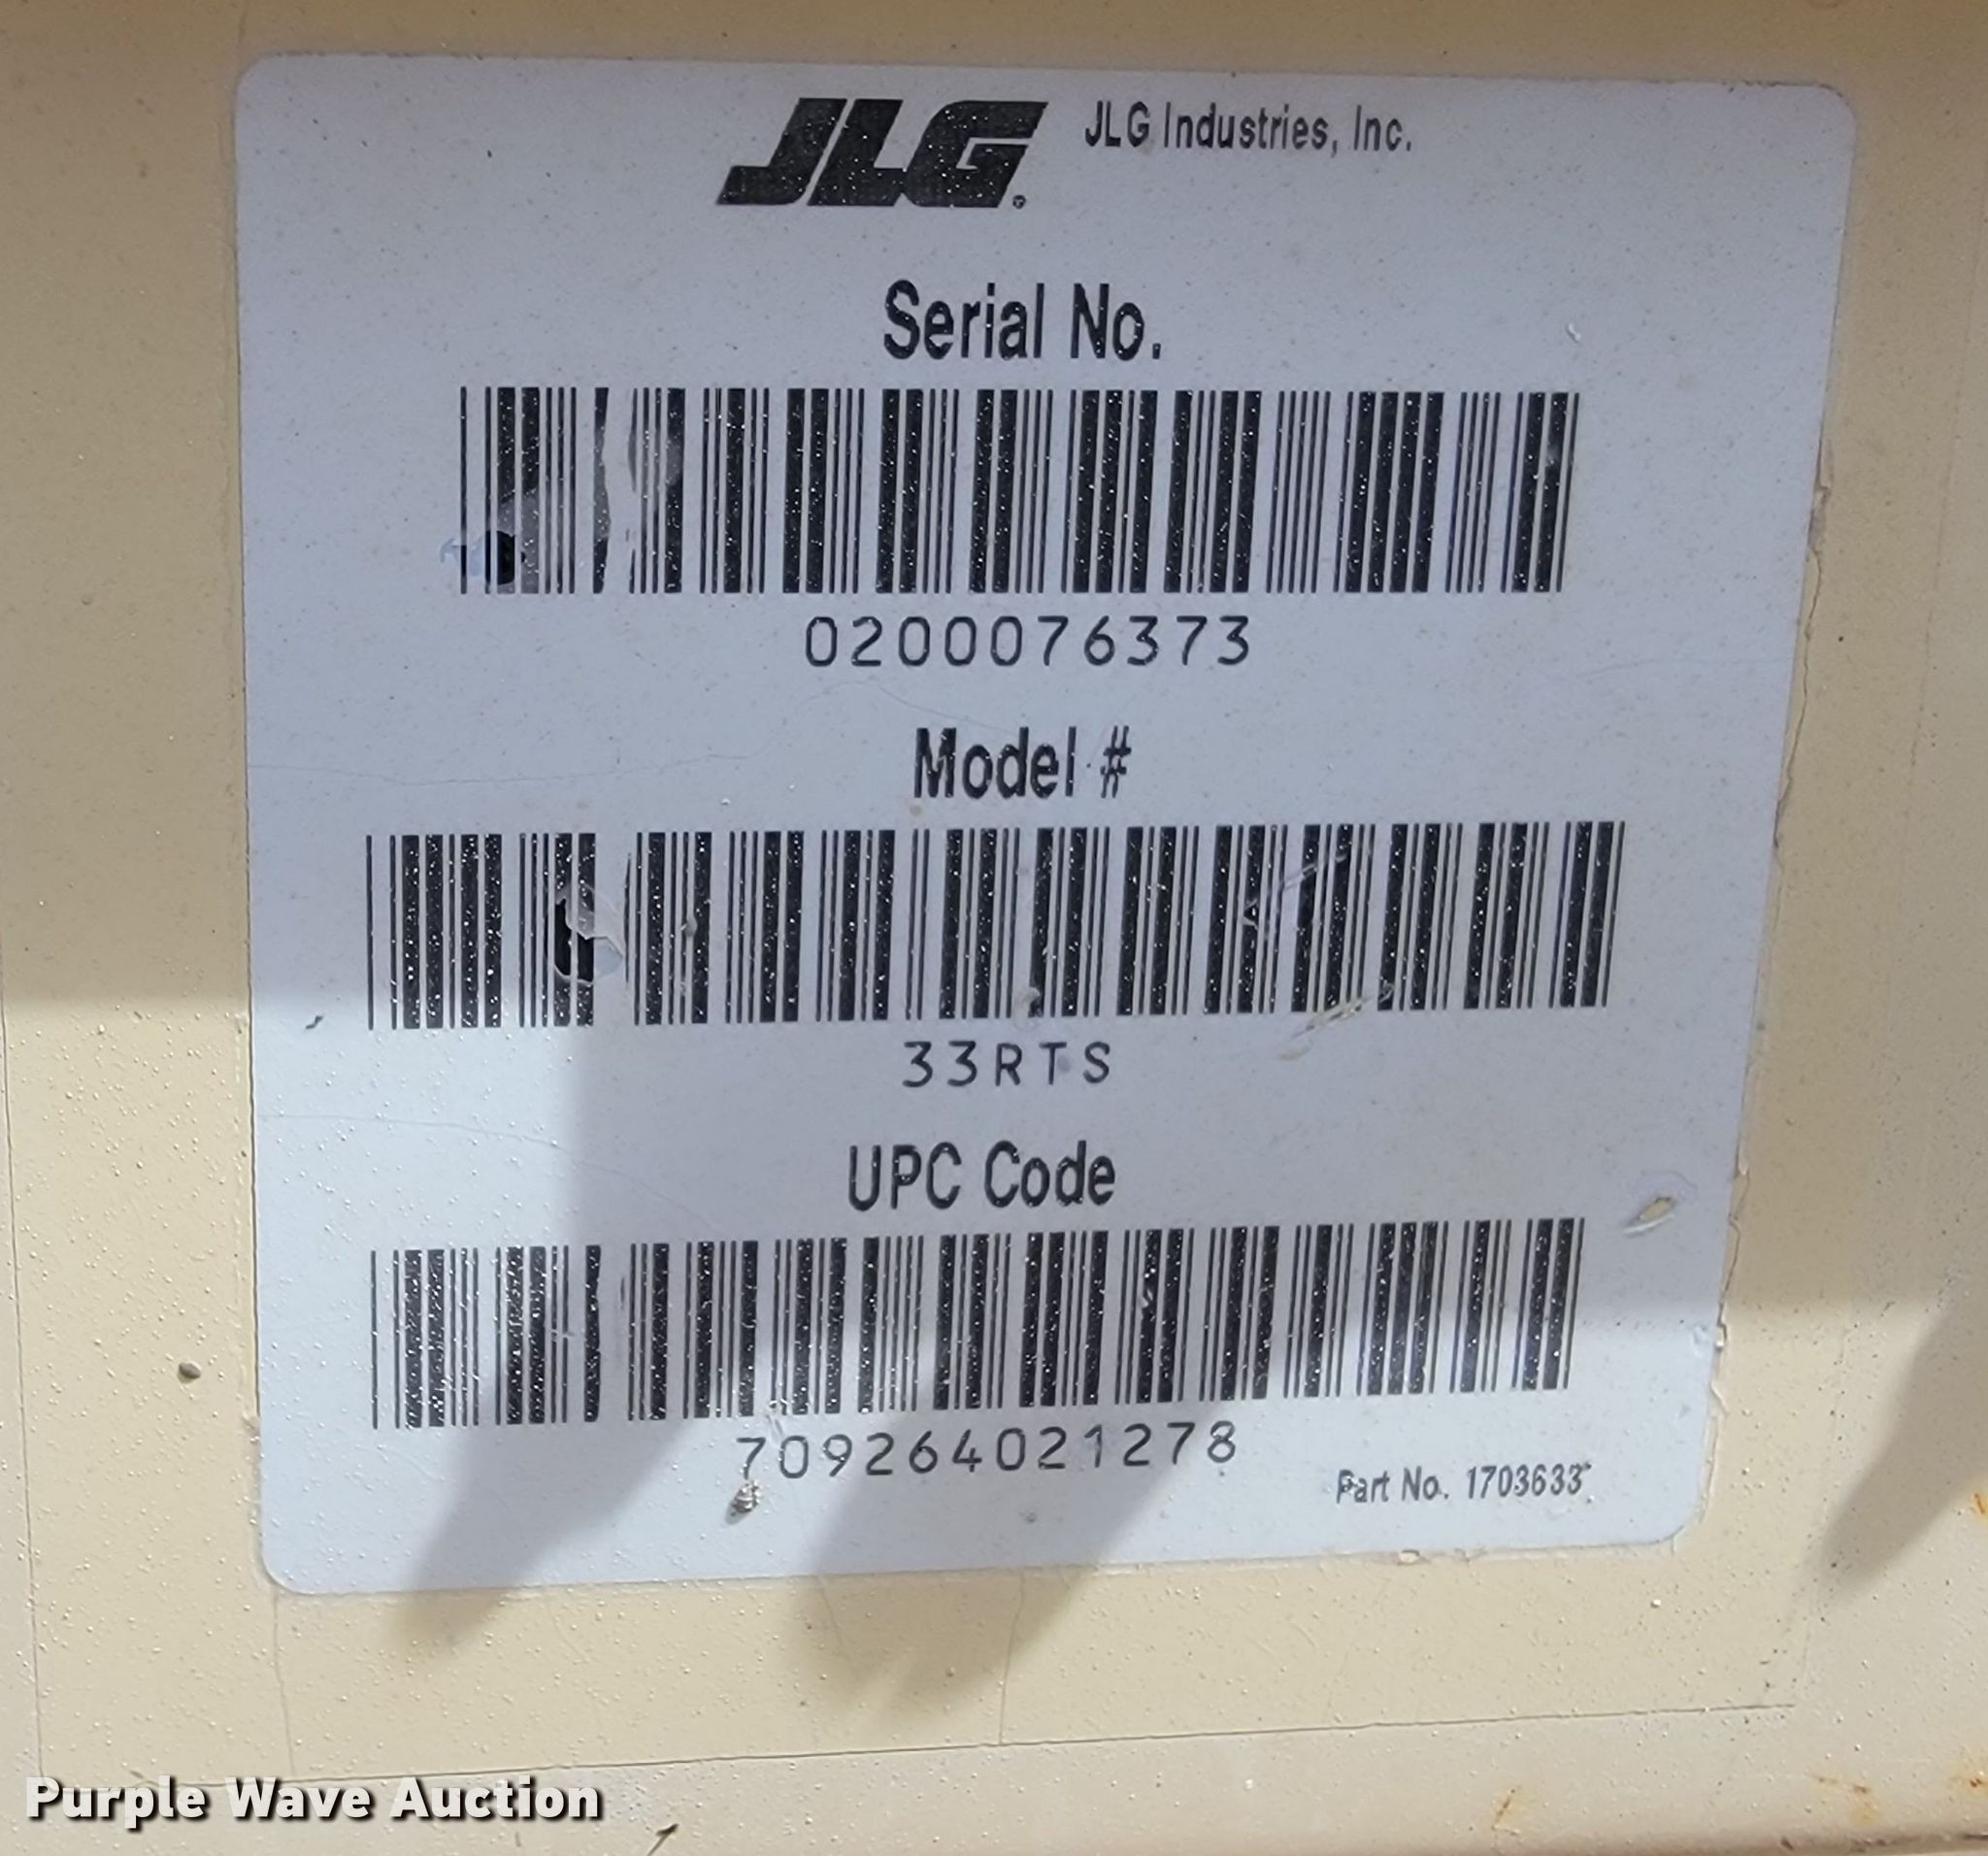 JLG® JLG Industries, Inc.
Serial No.
0200076373
Model #
33RTS
UPC Code
709264021278
Part No. 1703633
Purple Wave Auction